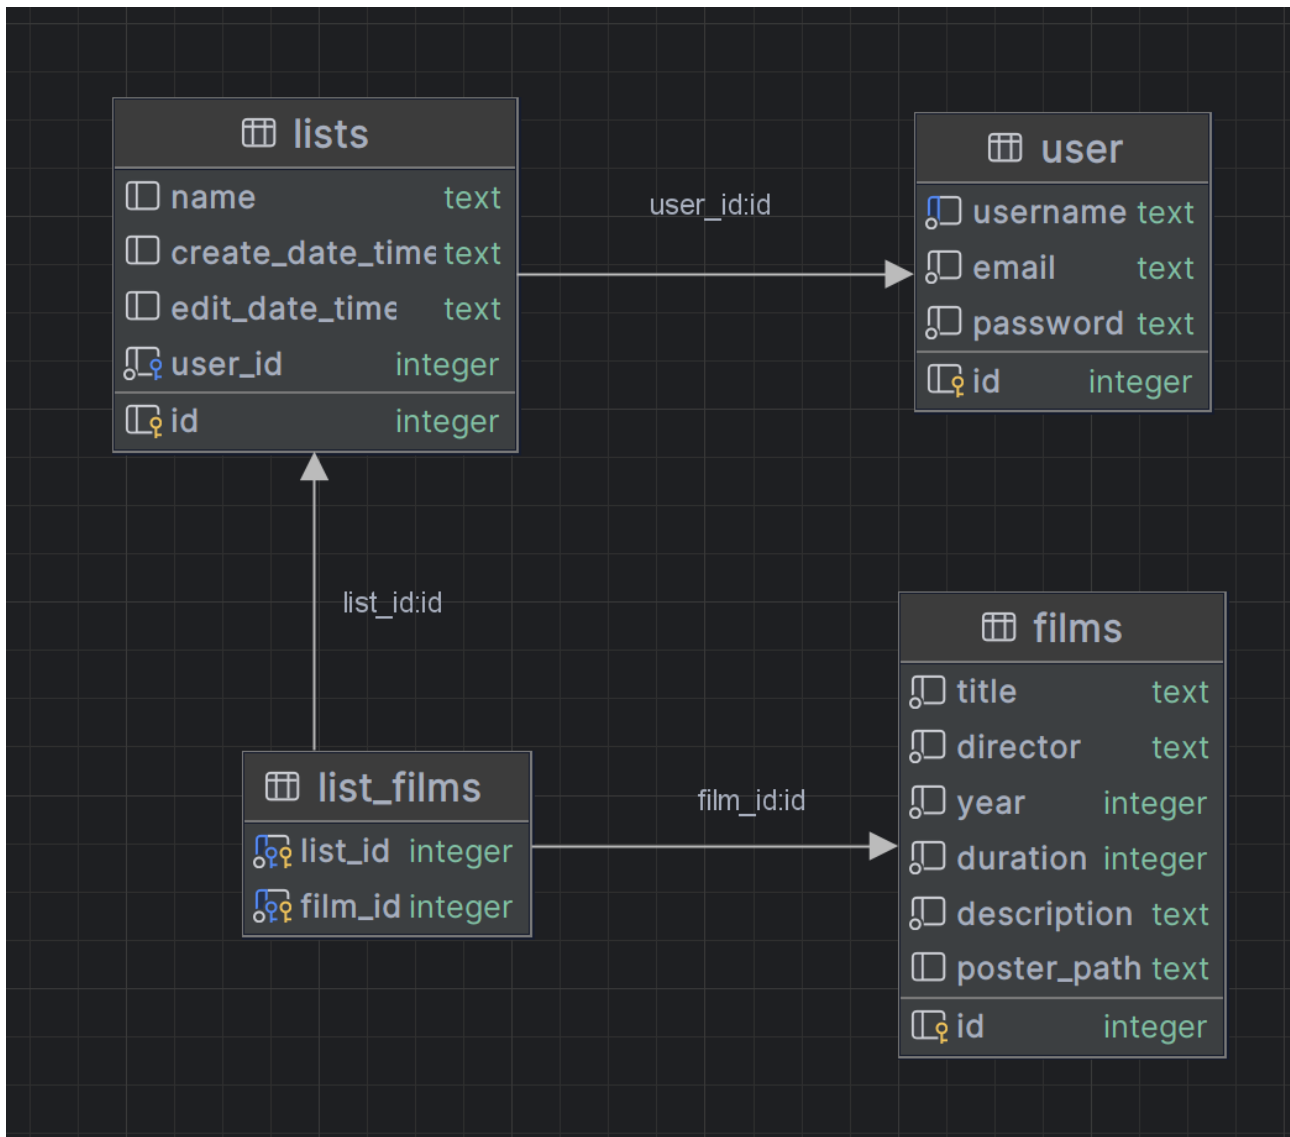 lists
name text
create_date_time text
edit_date_time text
user_id integer
id integer
user_id:id
user
username text
email text
password text
id integer
list_id:id
list_films
list_id integer
film_id integer
film_id:id
films
title text
director text
year integer
duration integer
description text
poster_path text
id integer